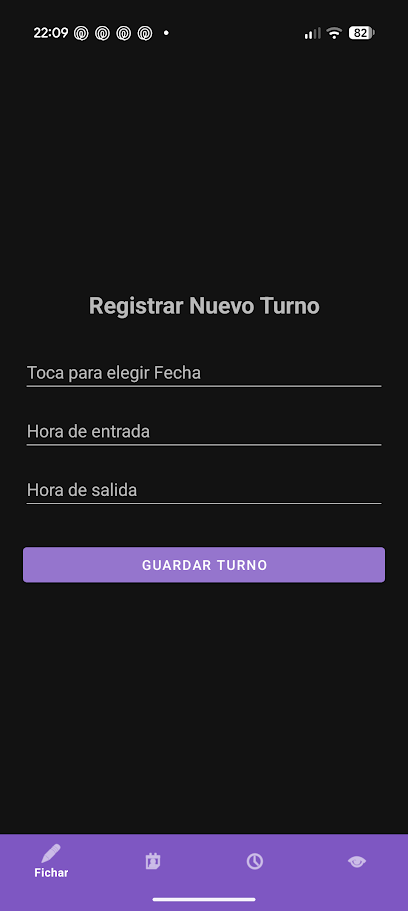 22:09
82
Registrar Nuevo Turno
Toca para elegir Fecha
Hora de entrada
Hora de salida
GUARDAR TURNO
Fichar